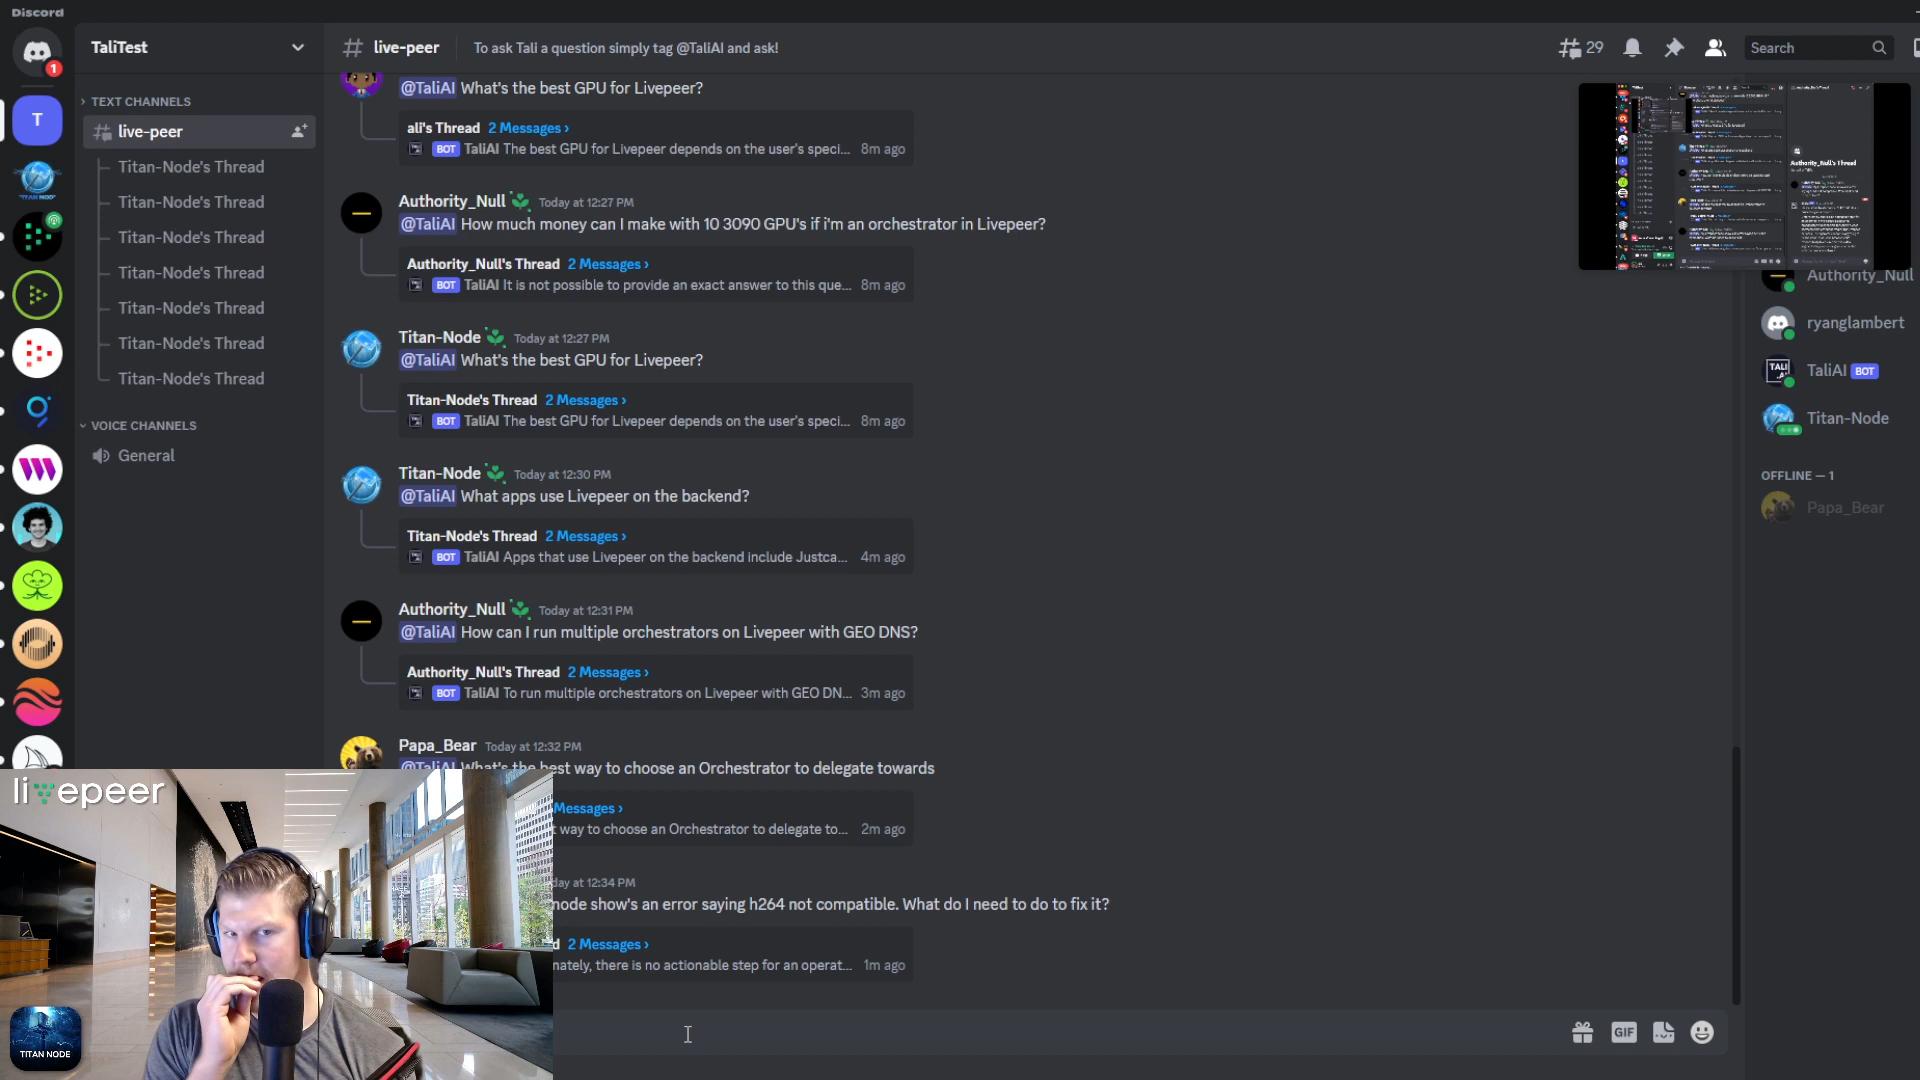 Discord
TaliTest
live-peer
To ask Tali a question simply tag @TaliAI and ask!
29
Search
1
T
TITAN NODE
TEXT CHANNELS
live-peer
Titan-Node's Thread
Titan-Node's Thread
Titan-Node's Thread
Titan-Node's Thread
Titan-Node's Thread
Titan-Node's Thread
Titan-Node's Thread
VOICE CHANNELS
General
@TaliAI What's the best GPU for Livepeer?
ali's Thread 2 Messages ›
BOT TaliAI The best GPU for Livepeer depends on the user's speci... 8m ago
Authority_Null Today at 12:27 PM
@TaliAI How much money can I make with 10 3090 GPU's if i'm an orchestrator in Livepeer?
Authority_Null's Thread 2 Messages ›
BOT TaliAI It is not possible to provide an exact answer to this que... 8m ago
Titan-Node Today at 12:27 PM
@TaliAI What's the best GPU for Livepeer?
Titan-Node's Thread 2 Messages ›
BOT TaliAI The best GPU for Livepeer depends on the user's speci... 8m ago
Titan-Node Today at 12:30 PM
@TaliAI What apps use Livepeer on the backend?
Titan-Node's Thread 2 Messages ›
BOT TaliAI Apps that use Livepeer on the backend include Justca... 4m ago
Authority_Null Today at 12:31 PM
@TaliAI How can I run multiple orchestrators on Livepeer with GEO DNS?
Authority_Null's Thread 2 Messages ›
BOT TaliAI To run multiple orchestrators on Livepeer with GEO DN... 3m ago
Papa_Bear Today at 12:32 PM
@TaliAI What's the best way to choose an Orchestrator to delegate towards
Messages ›
t way to choose an Orchestrator to delegate to... 2m ago
day at 12:34 PM
node show's an error saying h264 not compatible. What do I need to do to fix it?
d 2 Messages ›
nately, there is no actionable step for an operat... 1m ago
GIF
Authority_Null's Thread
Authority_Null
ryanglambert
TALI
TaliAI BOT
Titan-Node
OFFLINE — 1
Papa_Bear
livepeer
TITAN NODE